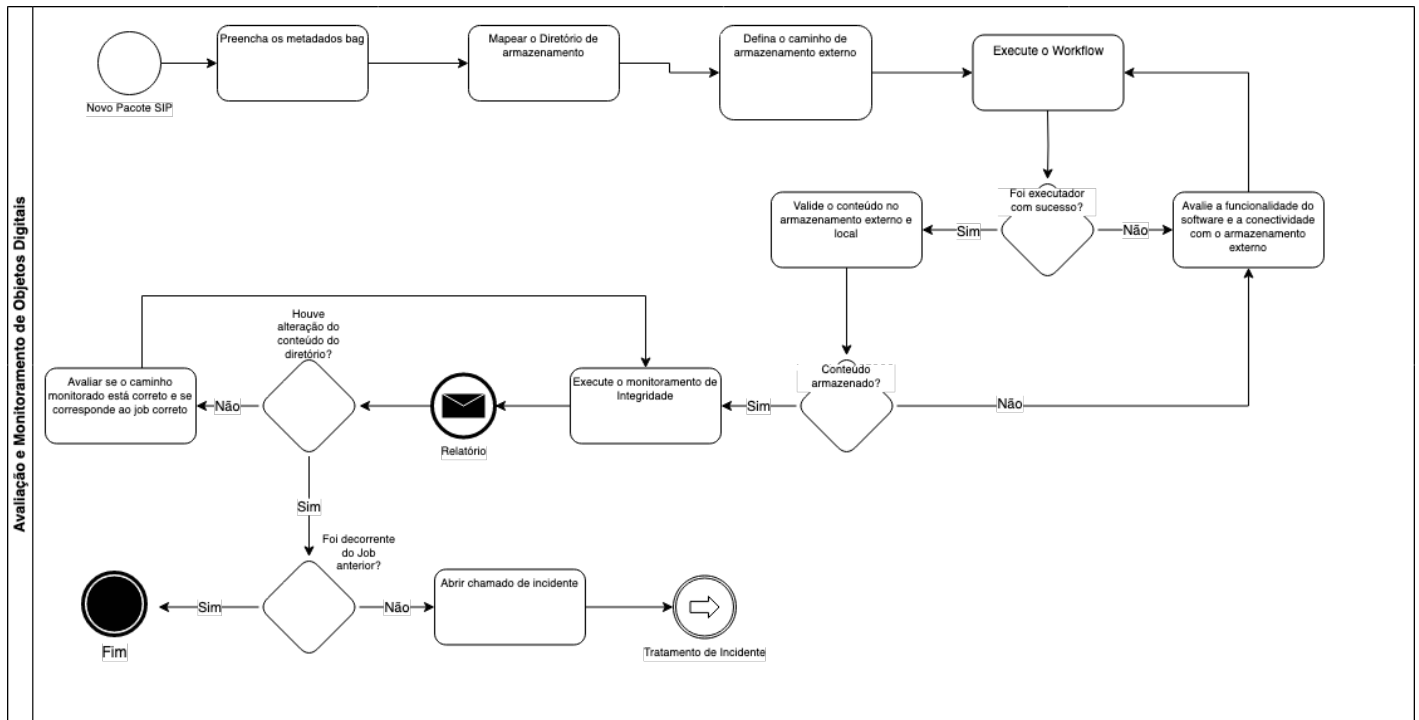 Avaliação e Monitoramento de Objetos Digitais
Novo Pacote SIP
Preencha os metadados bag
Mapear o Diretório de
armazenamento
Defina o caminho de
armazenamento externo
Execute o Workflow
Foi executador
com sucesso?
Sim
Não
Valide o conteúdo no
armazenamento externo e
local
Avalie a funcionalidade do
software e a conectividade
com o armazenamento
externo
Conteúdo
armazenado?
Sim
Não
Execute o monitoramento de
Integridade
Relatório
Houve
alteração do
conteúdo do
diretório?
Não
Avaliar se o caminho
monitorado está correto e se
corresponde ao job correto
Sim
Foi decorrente
do Job
anterior?
Sim
Fim
Não
Abrir chamado de incidente
Tratamento de Incidente